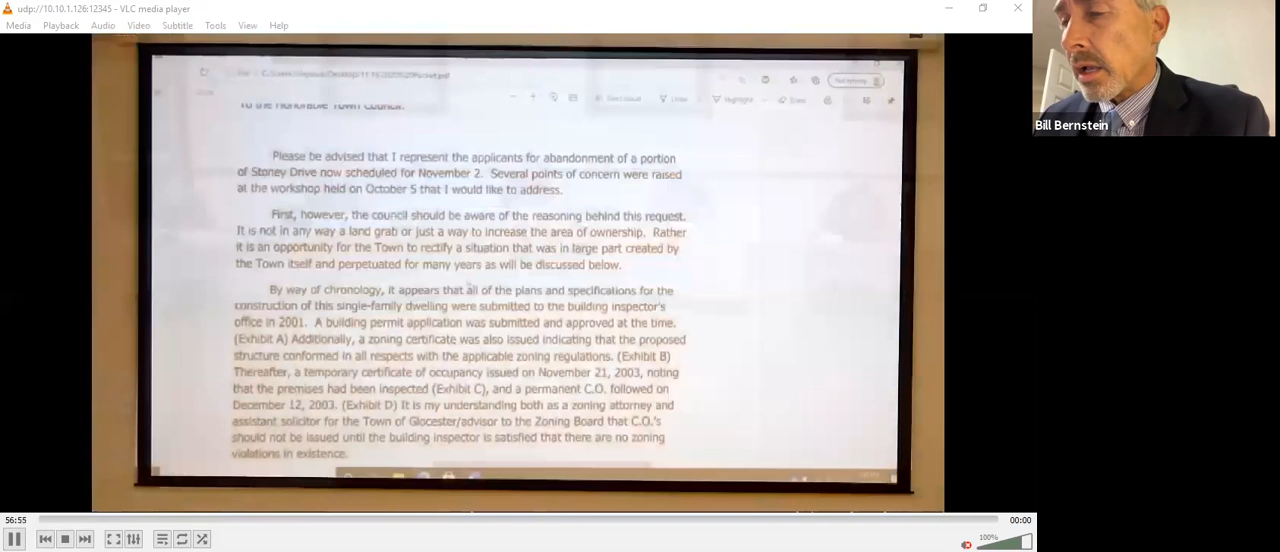 udp://10.10.1.126:12345 - VLC media player
Media Playback Audio Video Subtitle Tools View Help
To the Honorable Town Council:
Please be advised that I represent the applicants for abandonment of a portion
of Stoney Drive now scheduled for November 2. Several points of concern were raised
at the workshop held on October 5 that I would like to address.
First, however, the council should be aware of the reasoning behind this request.
It is not in any way a land grab or just a way to increase the area of ownership. Rather
it is an opportunity for the Town to rectify a situation that was in large part created by
the Town itself and perpetuated for many years as will be discussed below.
By way of chronology, it appears that all of the plans and specifications for the
construction of this single-family dwelling were submitted to the building inspector's
office in 2001. A building permit application was submitted and approved at the time.
(Exhibit A) Additionally, a zoning certificate was also issued indicating that the proposed
structure conformed in all respects with the applicable zoning regulations. (Exhibit B)
Thereafter, a temporary certificate of occupancy issued on November 21, 2003, noting
that the premises had been inspected (Exhibit C), and a permanent C.O. followed on
December 12, 2003. (Exhibit D) It is my understanding both as a zoning attorney and
assistant solicitor for the Town of Glocester/advisor to the Zoning Board that C.O.'s
should not be issued until the building inspector is satisfied that there are no zoning
violations in existence.
Bill Bernstein
56:55
00:00
100%